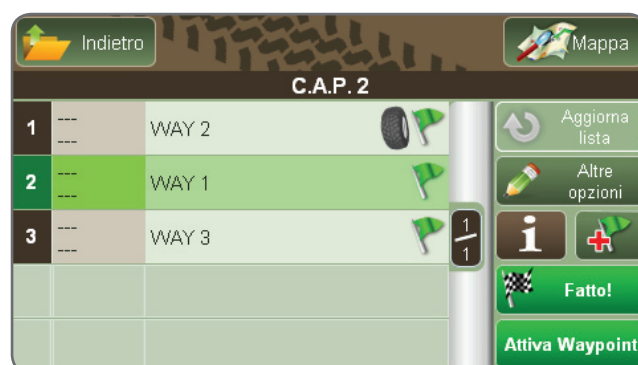 Indietro
Mappa
C.A.P. 2
1 --- --- WAY 2
2 --- --- WAY 1
3 --- --- WAY 3
1
1
Aggiorna
lista
Altre
opzioni
i
Fatto!
Attiva Waypoint